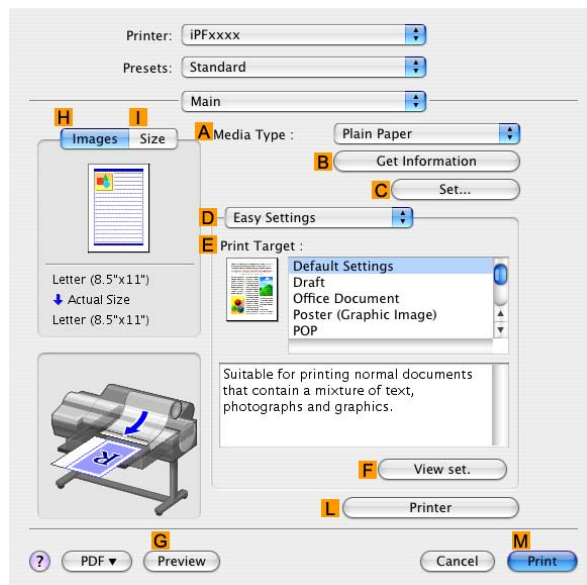 Printer: iPFxxxx
Presets: Standard
Main
H I
Images Size
A Media Type : Plain Paper
B Get Information
C Set...
D Easy Settings
E Print Target :
Default Settings
Draft
Office Document
Poster (Graphic Image)
POP
Letter (8.5"x11")
Actual Size
Letter (8.5"x11")
Suitable for printing normal documents
that contain a mixture of text,
photographs and graphics.
R
F View set.
L Printer
G M
? PDF Preview Cancel Print